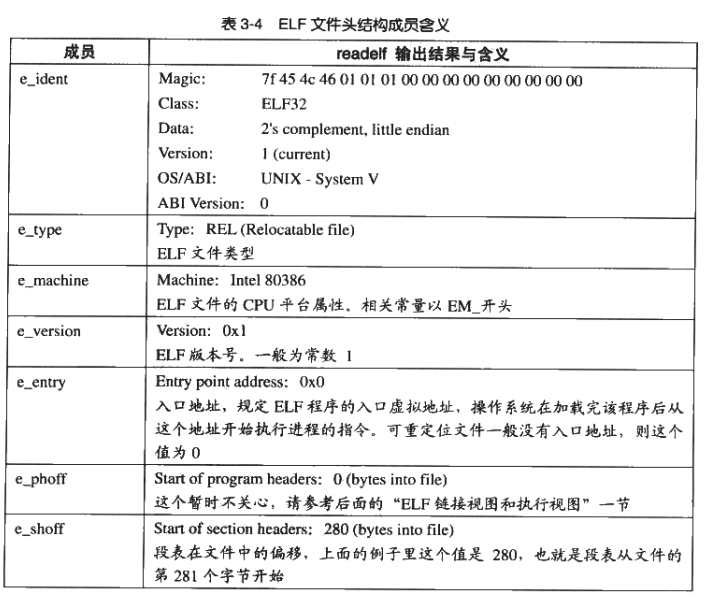 表 3-4 ELF 文件头结构成员含义
成员 readelf 输出结果与含义
e_ident Magic: 7f 45 4c 46 01 01 01 00 00 00 00 00 00 00 00 00
Class: ELF32
Data: 2's complement, little endian
Version: 1 (current)
OS/ABI: UNIX - System V
ABI Version: 0
e_type Type: REL (Relocatable file)
ELF 文件类型
e_machine Machine: Intel 80386
ELF 文件的 CPU 平台属性。相关常量以 EM_开头
e_version Version: 0x1
ELF 版本号。一般为常数 1
e_entry Entry point address: 0x0
入口地址，规定 ELF 程序的入口虚拟地址，操作系统在加载完该程序后从
这个地址开始执行进程的指令。可重定位文件一般没有入口地址，则这个
值为 0
e_phoff Start of program headers: 0 (bytes into file)
这个暂时不关心，请参考后面的“ELF 链接视图和执行视图”一节
e_shoff Start of section headers: 280 (bytes into file)
段表在文件中的偏移，上面的例子里这个值是 280，也就是段表从文件的
第 281 个字节开始